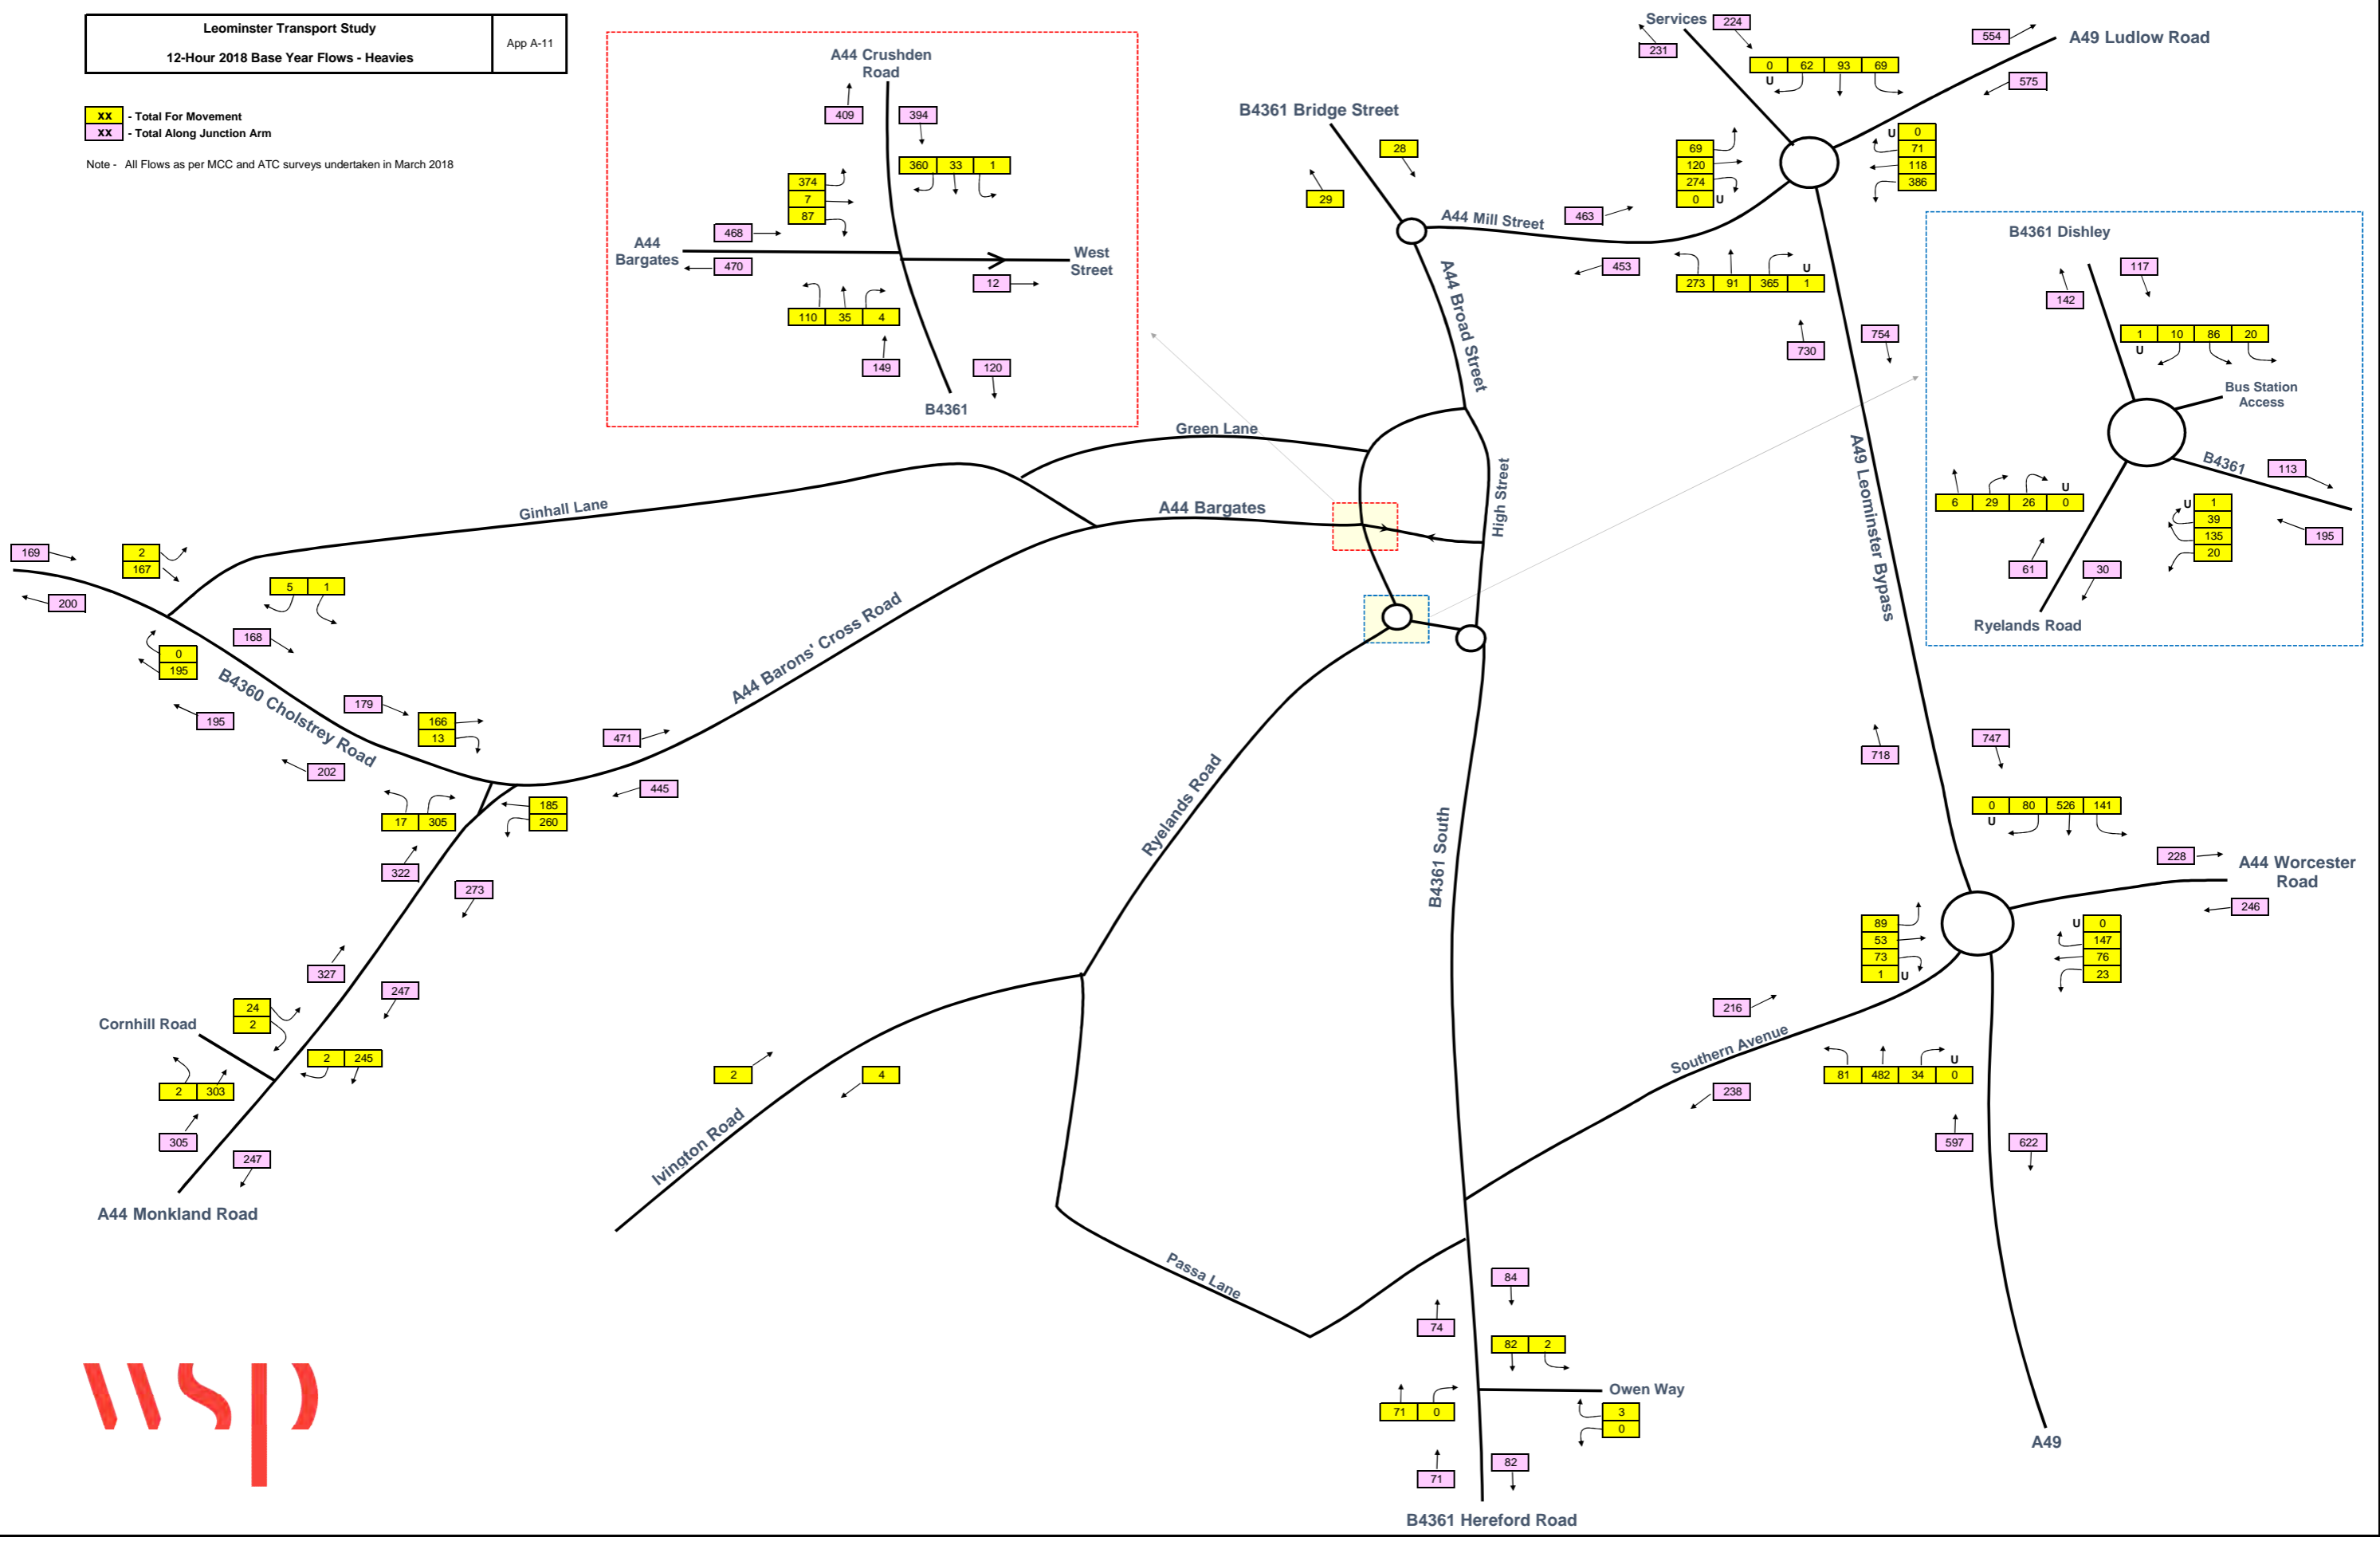 Leominster Transport Study
12-Hour 2018 Base Year Flows - Heavies
App A-11
xx - Total For Movement
xx - Total Along Junction Arm
Note - All Flows as per MCC and ATC surveys undertaken in March 2018
A44 Crushden
Road
409
394
360 33 1
374
7
87
468
A44
Bargates
470
West
Street
12
110 35 4
149
120
B4361
Services
224
231
0 62 93 69
U
554
A49 Ludlow Road
575
B4361 Bridge Street
28
29
69
120
274
0 U
U 0
71
118
386
A44 Mill Street
463
453
U
273 91 365 1
730
754
A44 Broad Street
B4361 Dishley
117
142
1 10 86 20
U
Bus Station
Access
B4361
113
U
6 29 26 0
U 1
39
135
20
195
61
30
Ryelands Road
Green Lane
High Street
A49 Leominster Bypass
Ginhall Lane
A44 Bargates
169
2
167
200
5 1
168
0
195
B4360 Cholstrey Road
195
179
166
13
202
A44 Barons' Cross Road
471
445
17 305
185
260
322
273
327
247
Cornhill Road
24
2
2 245
2 303
305
247
A44 Monkland Road
Ryelands Road
B4361 South
2
4
Ivington Road
Passa Lane
718
747
0 80 526 141
U
228
A44 Worcester
Road
246
89
53
73
1 U
U 0
147
76
23
216
Southern Avenue
238
U
81 482 34 0
597
622
84
74
82 2
Owen Way
71 0
3
0
71
82
B4361 Hereford Road
A49
wsp